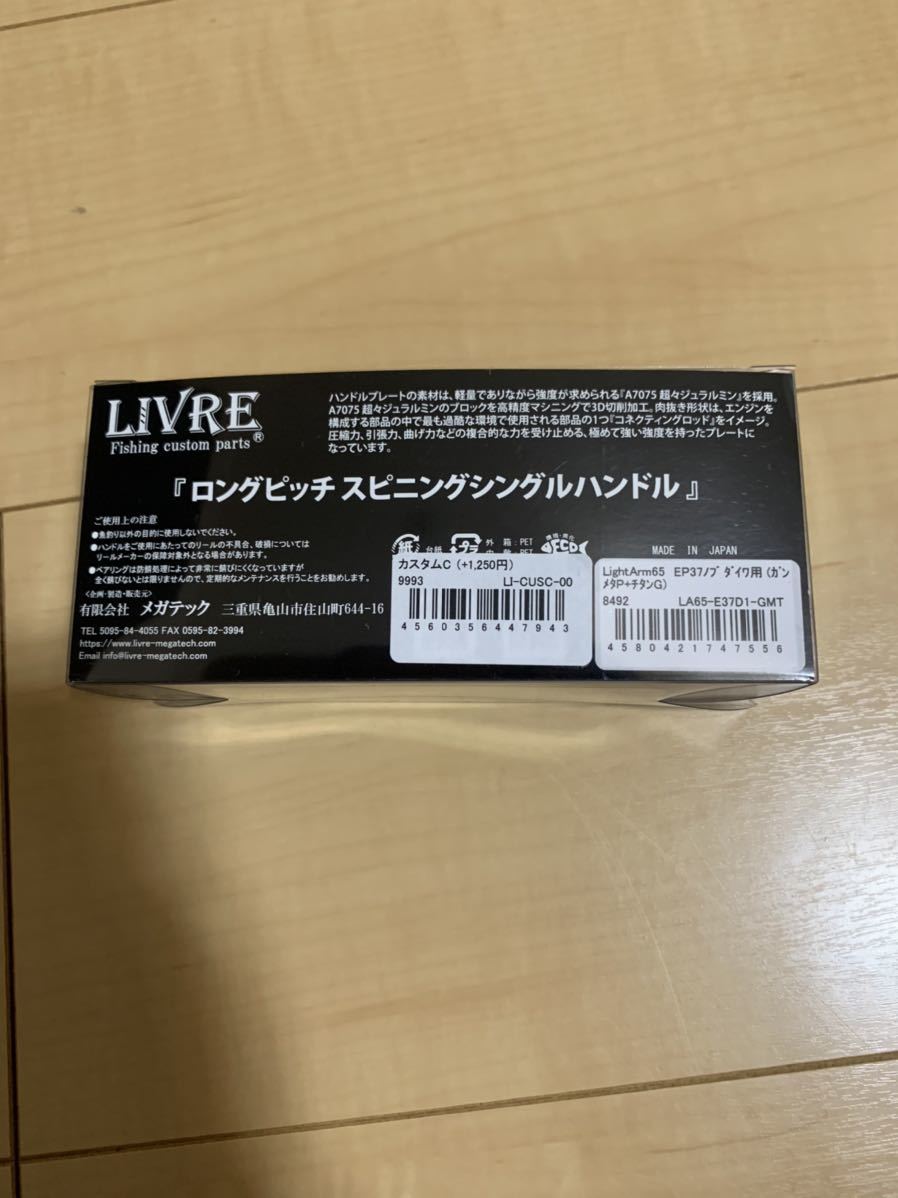 LIVRE
Fishing custom parts®
ハンドルプレートの素材は、軽量でありながら強度が求められる『A7075 超々ジュラルミン』を採用。
A7075 超々ジュラルミンのブロックを高精度マシニングで3D切削加工。肉抜き形状は、エンジンを
構成する部品の中で最も過酷な環境で使用される部品の1つ『コネクティングロッド』をイメージ。
圧縮力、引張力、曲げ力などの複合的な力を受け止める、極めて強い強度を持ったプレートに
なっています。
『 ロングピッチ スピニングシングルハンドル 』
ご使用上の注意
●魚釣り以外の目的に使用しないでください。
●ハンドルをご使用にあたってのリールの不具合、破損については
リールメーカーの保障対象外となる場合があります。
●ベアリングは防錆処理によって非常に錆びにくくなっていますが
全く錆びないとは限りませんので、定期的なメンテナンスを行うことをお勧めします。
<企画・製造・販売元>
有限会社 メガテック 三重県亀山市住山町644-16
TEL 5095-84-4055 FAX 0595-82-3994
https://www.livre-megatech.com
Email info@livre-megatech.com
紙 台紙 プラ 外 箱：PET
MADE IN JAPAN
カスタムC (+1,250円)
9993 LI-CUSC-00
4560356447943
LightArm65 EP37ノブ ダイワ用 (ガンメタP+チタンG)
8492 LA65-E37D1-GMT
4580421747556